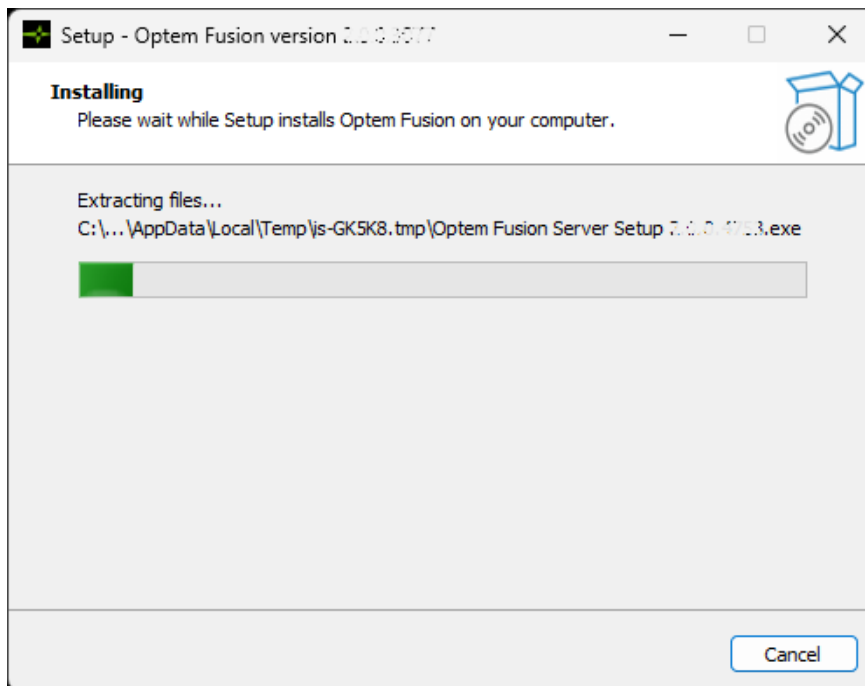 Setup - Optem Fusion version
Installing
Please wait while Setup installs Optem Fusion on your computer.
Extracting files...
C:\...\AppData\Local\Temp\is-GK5K8.tmp\Optem Fusion Server Setup .exe
Cancel